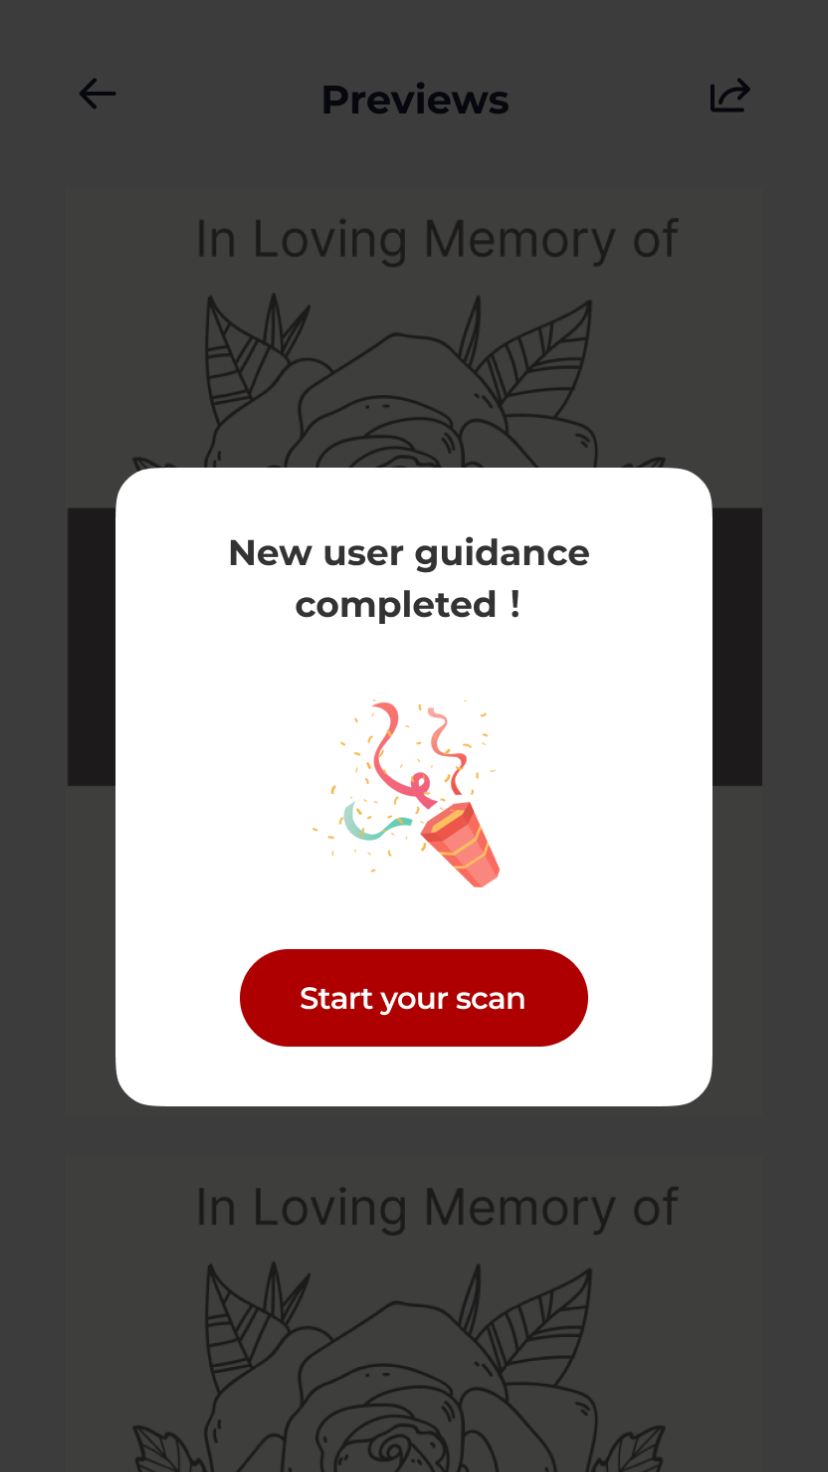 Previews
In Loving Memory of
New user guidance
completed！
Start your scan
In Loving Memory of